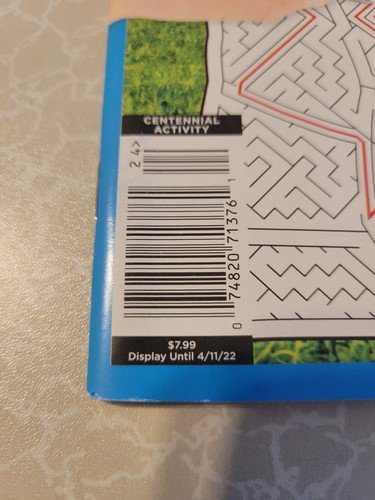 CENTENNIAL
ACTIVITY
24>
0 74820 71376 1
$7.99
Display Until 4/11/22